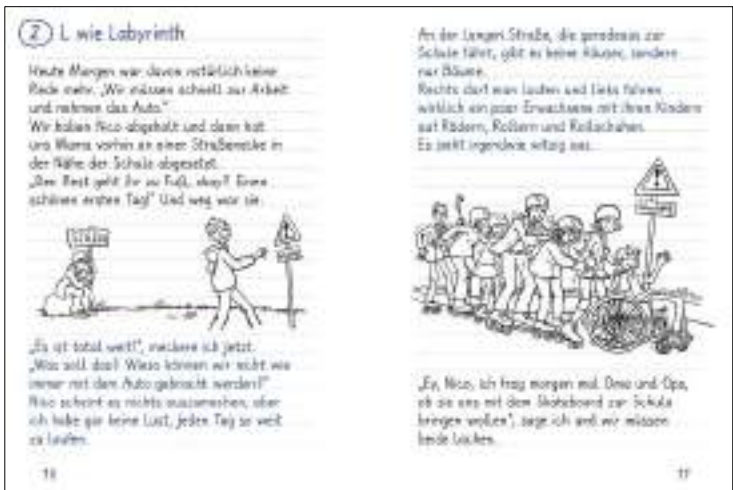 2 L wie Labyrinth
Heute Morgen war davon natürlich keine
Rede mehr. „Wir müssen schnell zur Arbeit
und nehmen das Auto.“
Wir haben Nico abgeholt und dann hat
uns Mama vorhin an einer Straßenecke in
der Nähe der Schule abgesetzt.
„Den Rest geht ihr zu Fuß, okay? Einen
schönen ersten Tag!“ Und weg war sie.
„Es ist total weit!“, meckere ich jetzt.
„Was soll das? Wieso können wir nicht wie
immer mit dem Auto gebracht werden?“
Nico scheint es nichts auszumachen, aber
ich habe gar keine Lust, jeden Tag so weit
zu laufen.
An der langen Straße, die geradeaus zur
Schule führt, gibt es keine Häuser, sondern
nur Bäume.
Rechts darf man laufen und links fahren
wirklich ein paar Erwachsene mit ihren Kindern
auf Rädern, Rollern und Rollschuhen.
Es sieht irgendwie witzig aus.
„Ey, Nico, ich frag morgen mal Oma und Opa,
ob sie uns mit dem Skateboard zur Schule
bringen wollen“, sage ich und wir müssen
beide lachen.
17